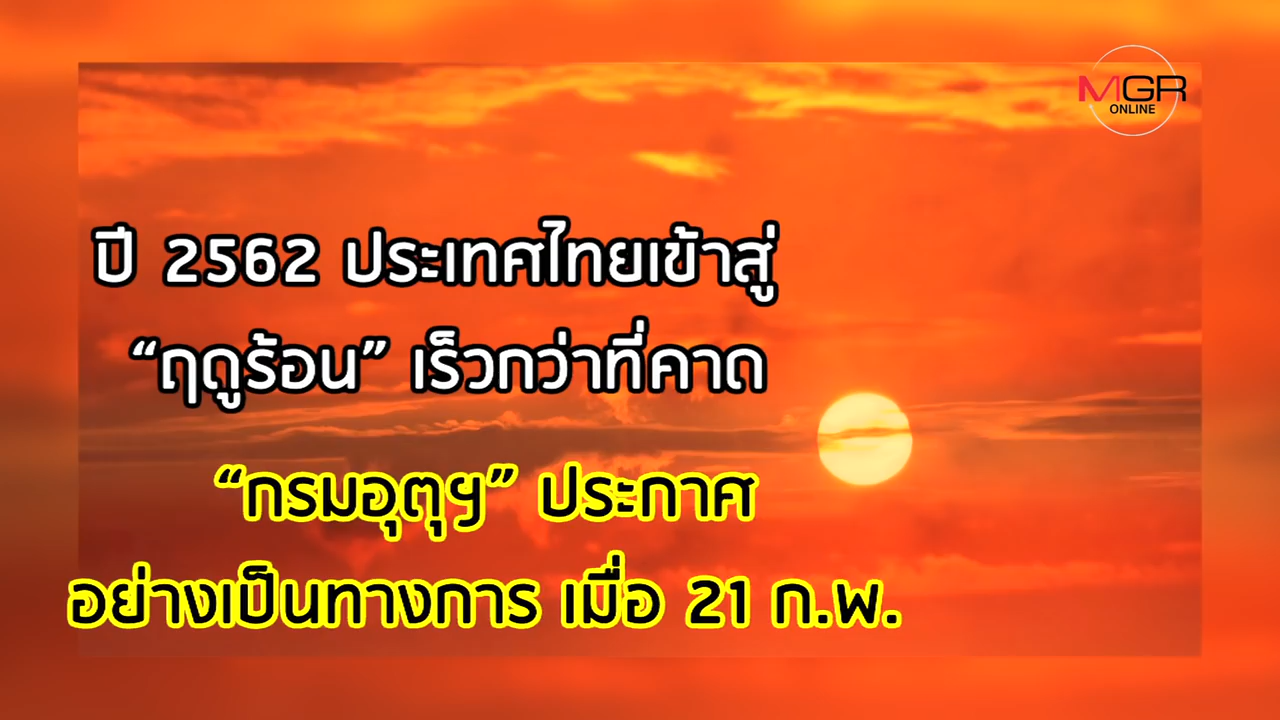 MGR
ONLINE
ปี 2562 ประเทศไทยเข้าสู่
“ฤดูร้อน” เร็วกว่าที่คาด
“กรมอุตุฯ” ประกาศ
อย่างเป็นทางการ เมื่อ 21 ก.พ.